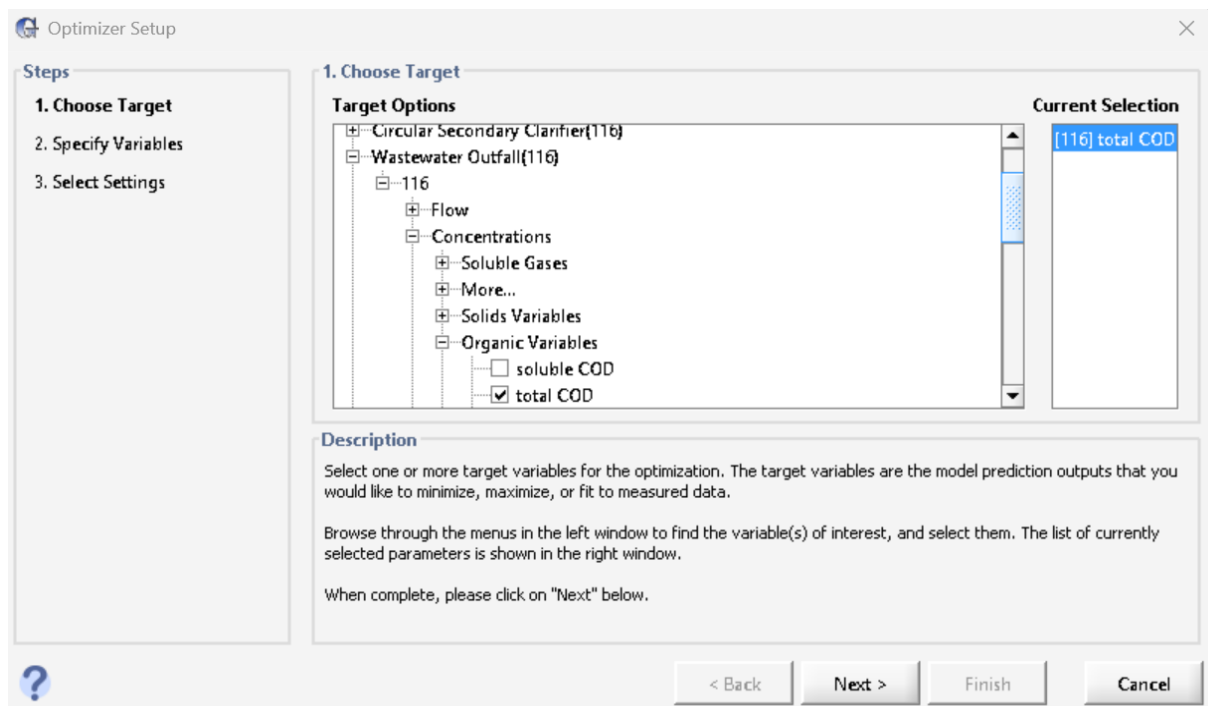 Optimizer Setup
Steps
1. Choose Target
2. Specify Variables
3. Select Settings
1. Choose Target
Target Options
Current Selection
Circular Secondary Clarifier{116}
Wastewater Outfall{116}
116
Flow
Concentrations
Soluble Gases
More...
Solids Variables
Organic Variables
soluble COD
total COD
[116] total COD
Description
Select one or more target variables for the optimization. The target variables are the model prediction outputs that you
would like to minimize, maximize, or fit to measured data.
Browse through the menus in the left window to find the variable(s) of interest, and select them. The list of currently
selected parameters is shown in the right window.
When complete, please click on "Next" below.
?
< Back
Next >
Finish
Cancel